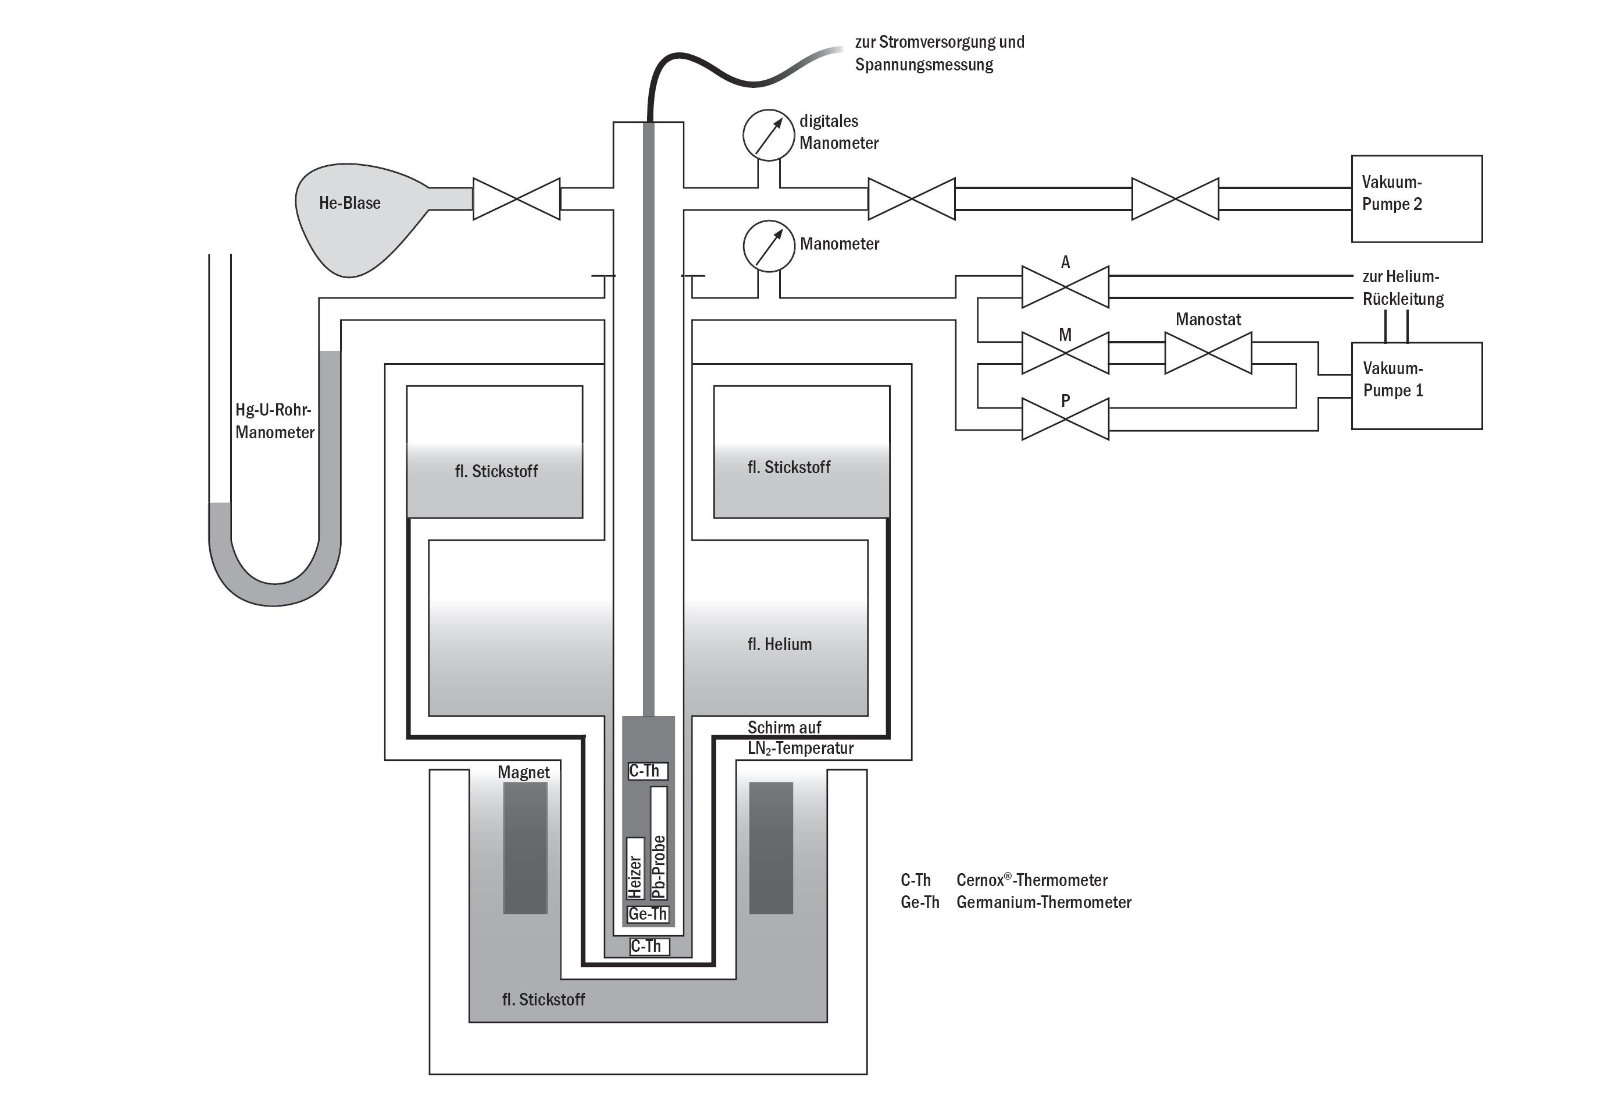 zur Stromversorgung und
Spannungsmessung
digitales
Manometer
He-Blase
Vakuum-
Pumpe 2
Manometer
A
zur Helium-
Rückleitung
M
Manostat
Vakuum-
Pumpe 1
P
Hg-U-Rohr-
Manometer
fl. Stickstoff
fl. Stickstoff
fl. Helium
Schirm auf
LN₂-Temperatur
Magnet
C-Th
Heizer
Pb-Probe
Ge-Th
C-Th
fl. Stickstoff
C-Th Cernox®-Thermometer
Ge-Th Germanium-Thermometer